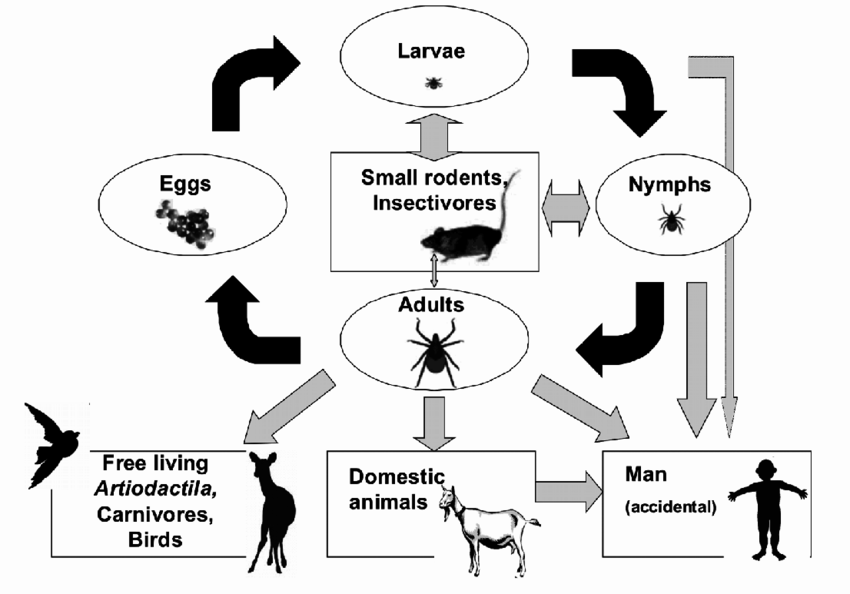 Larvae
Eggs
Small rodents,
Insectivores
Nymphs
Adults
Free living
Artiodactila,
Carnivores,
Birds
Domestic
animals
Man
(accidental)